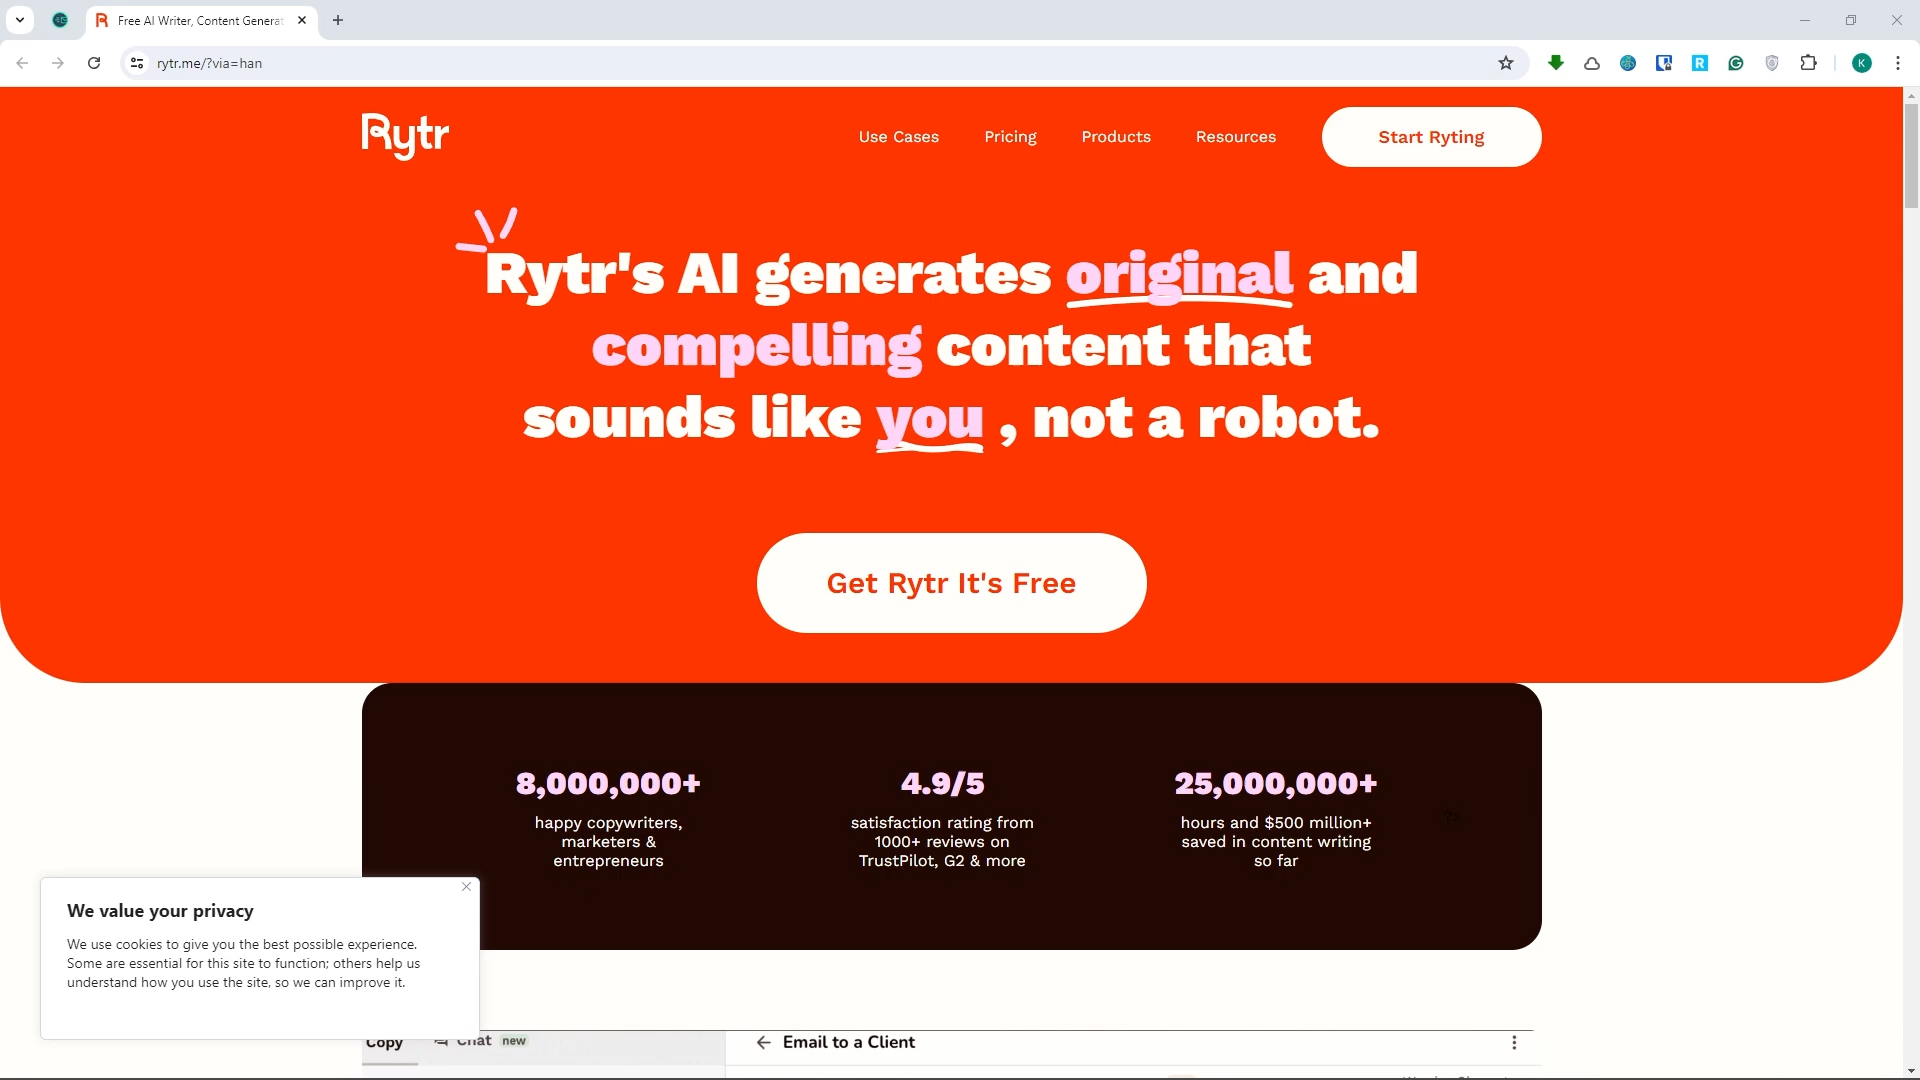 Free AI Writer, Content Generat
rytr.me/?via=han
K
Rytr
Use Cases
Pricing
Products
Resources
Start Ryting
Rytr's AI generates original and
compelling content that
sounds like you , not a robot.
Get Rytr It's Free
8,000,000+
happy copywriters,
marketers &
entrepreneurs
4.9/5
satisfaction rating from
1000+ reviews on
TrustPilot, G2 & more
25,000,000+
hours and $500 million+
saved in content writing
so far
We value your privacy
We use cookies to give you the best possible experience.
Some are essential for this site to function; others help us
understand how you use the site, so we can improve it.
Copy
Chat new
Email to a Client